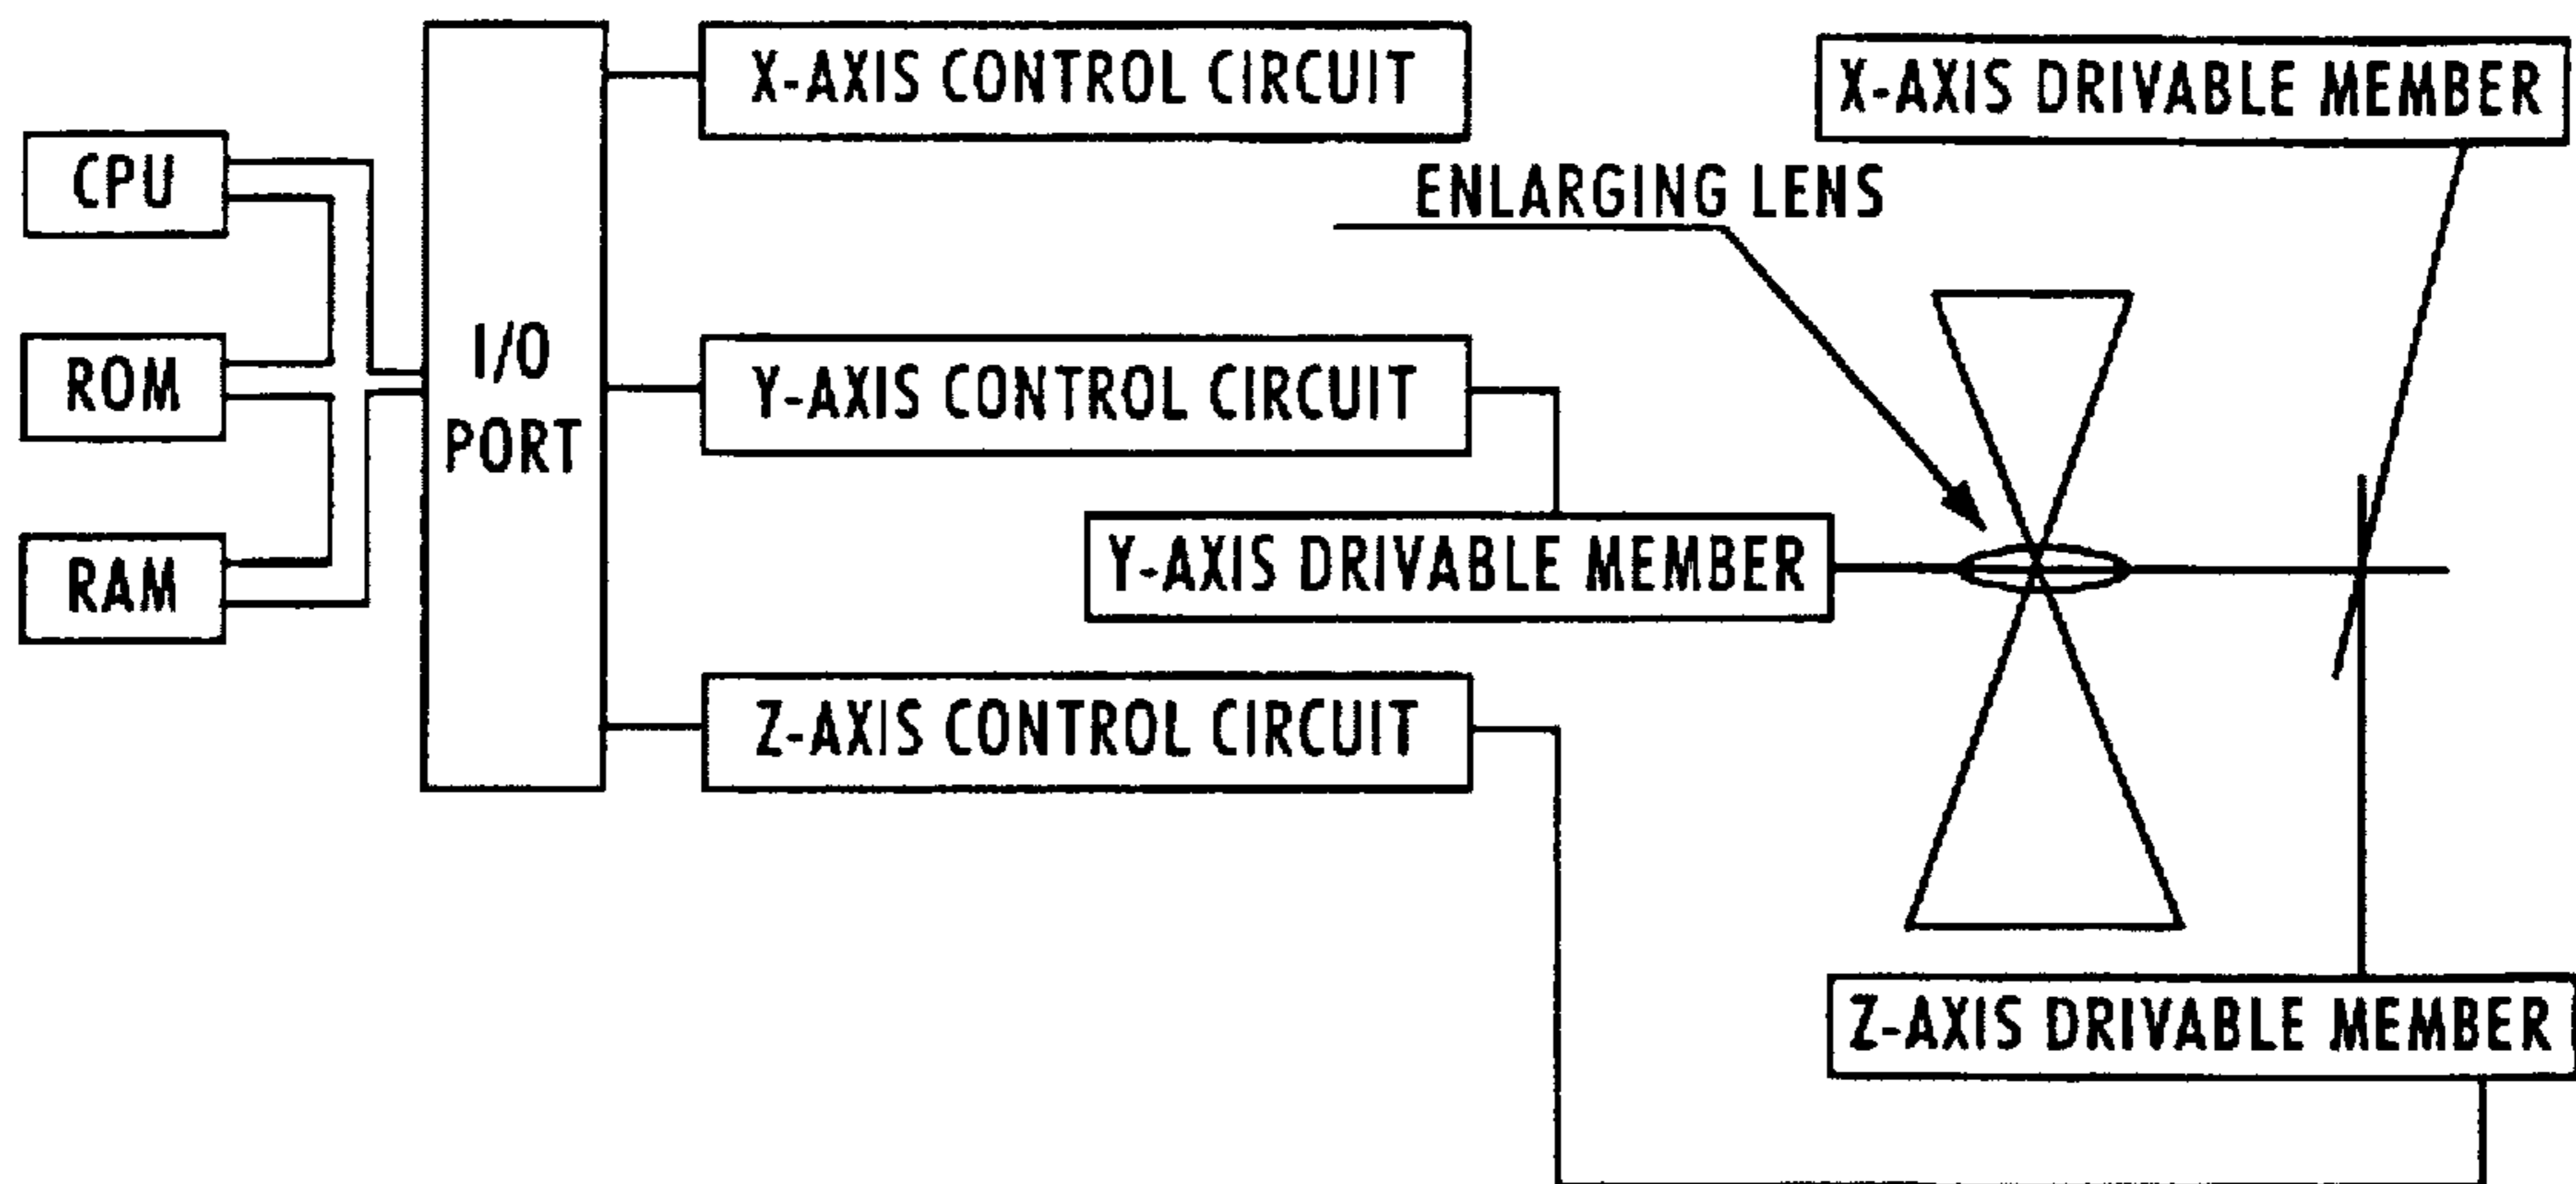 X-AXIS CONTROL CIRCUIT
X-AXIS DRIVABLE MEMBER
CPU
ENLARGING LENS
I/O
PORT
ROM
Y-AXIS CONTROL CIRCUIT
RAM
Y-AXIS DRIVABLE MEMBER
Z-AXIS CONTROL CIRCUIT
Z-AXIS DRIVABLE MEMBER